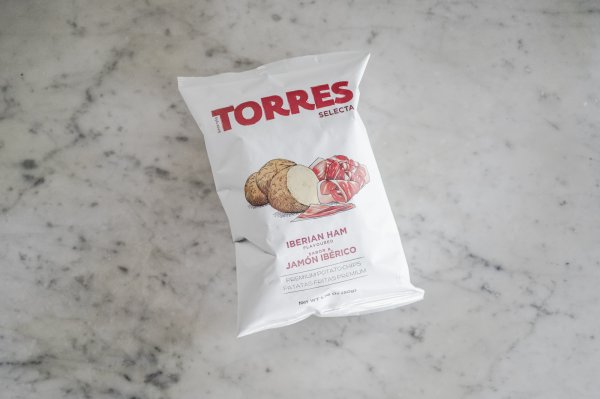 TORRES
SELECTA
IBERIAN HAM
FLAVOURED
SABOR A
JAMÓN IBÉRICO
PREMIUM POTATO CHIPS
PATATAS FRITAS PREMIUM